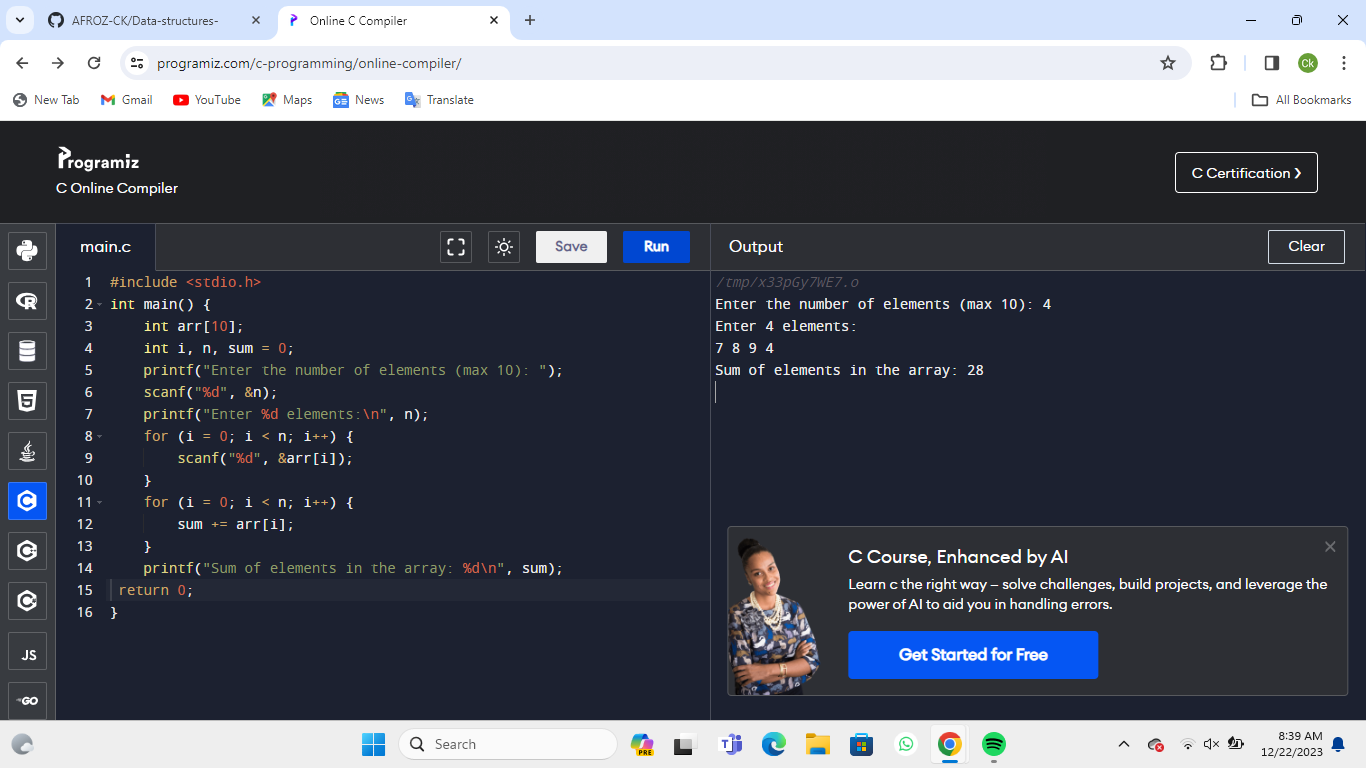 AFROZ-CK/Data-structures-
Online C Compiler
programiz.com/c-programming/online-compiler/
Ck
New Tab
Gmail
YouTube
Maps
News
Translate
All Bookmarks
Programiz
C Online Compiler
C Certification ❯
main.c
Save
Run
Output
Clear
1 #include <stdio.h>
2 int main() {
3 int arr[10];
4 int i, n, sum = 0;
5 printf("Enter the number of elements (max 10): ");
6 scanf("%d", &n);
7 printf("Enter %d elements:\n", n);
8 for (i = 0; i < n; i++) {
9 scanf("%d", &arr[i]);
10 }
11 for (i = 0; i < n; i++) {
12 sum += arr[i];
13 }
14 printf("Sum of elements in the array: %d\n", sum);
15 return 0;
16 }
/tmp/x33pGy7WE7.o
Enter the number of elements (max 10): 4
Enter 4 elements:
7 8 9 4
Sum of elements in the array: 28
C Course, Enhanced by AI
Learn c the right way – solve challenges, build projects, and leverage the
power of AI to aid you in handling errors.
Get Started for Free
JS
GO
Search
PRE
8:39 AM
12/22/2023